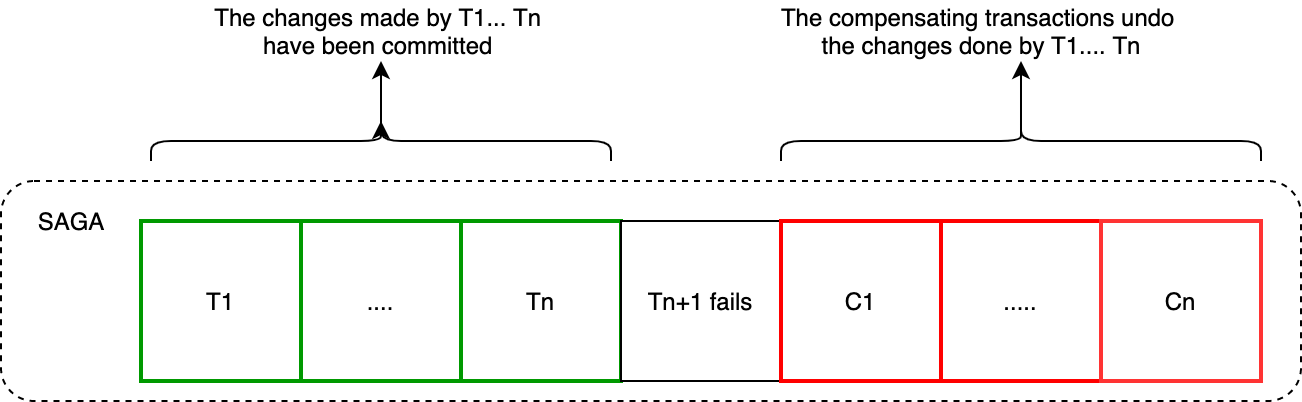 The changes made by T1... Tn
have been committed
The compensating transactions undo
the changes done by T1.... Tn
SAGA
T1
....
Tn
Tn+1 fails
C1
.....
Cn